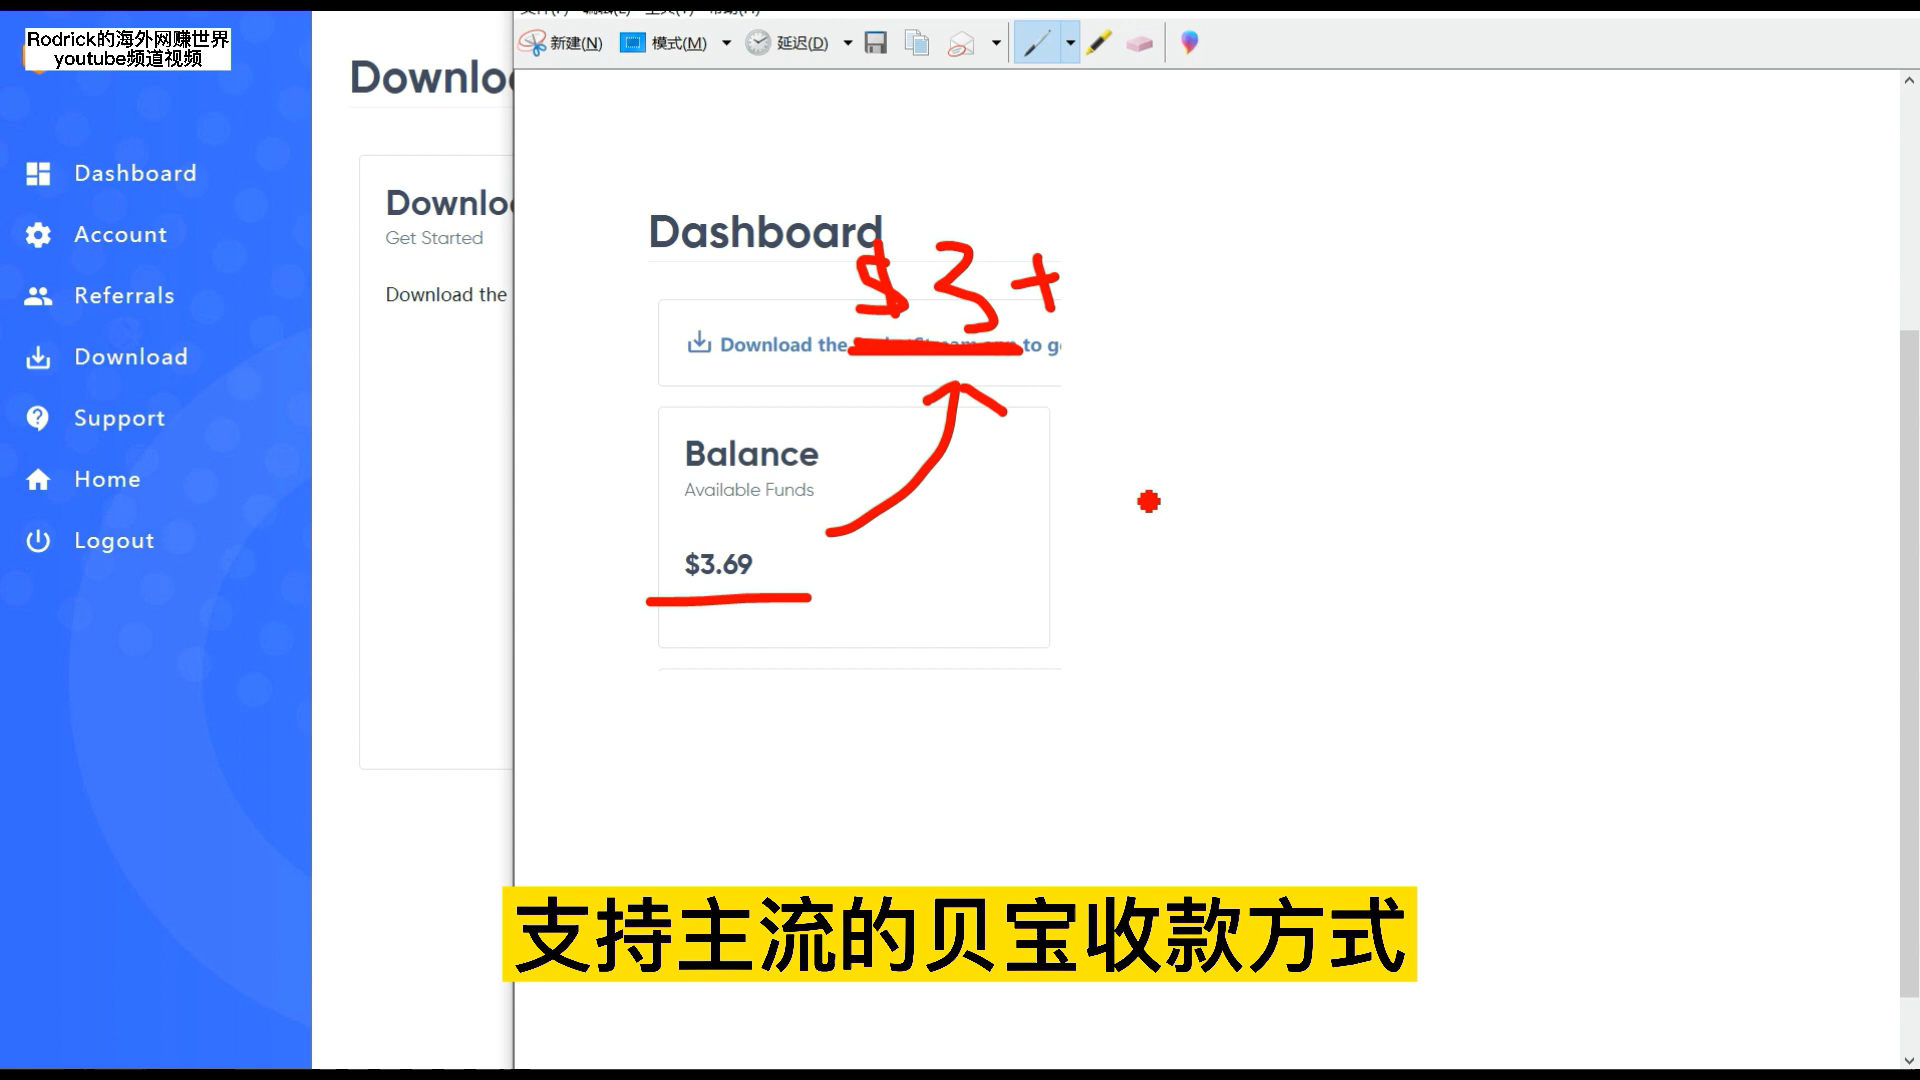 Rodrick的海外网赚世界
youtube频道视频
Dashboard
Account
Referrals
Download
Support
Home
Logout
Downlo
Downlo
Get Started
Download the
新建(N) 模式(M) 延迟(D)
Dashboard
$3+
Download the to g
Balance
Available Funds
$3.69
支持主流的贝宝收款方式